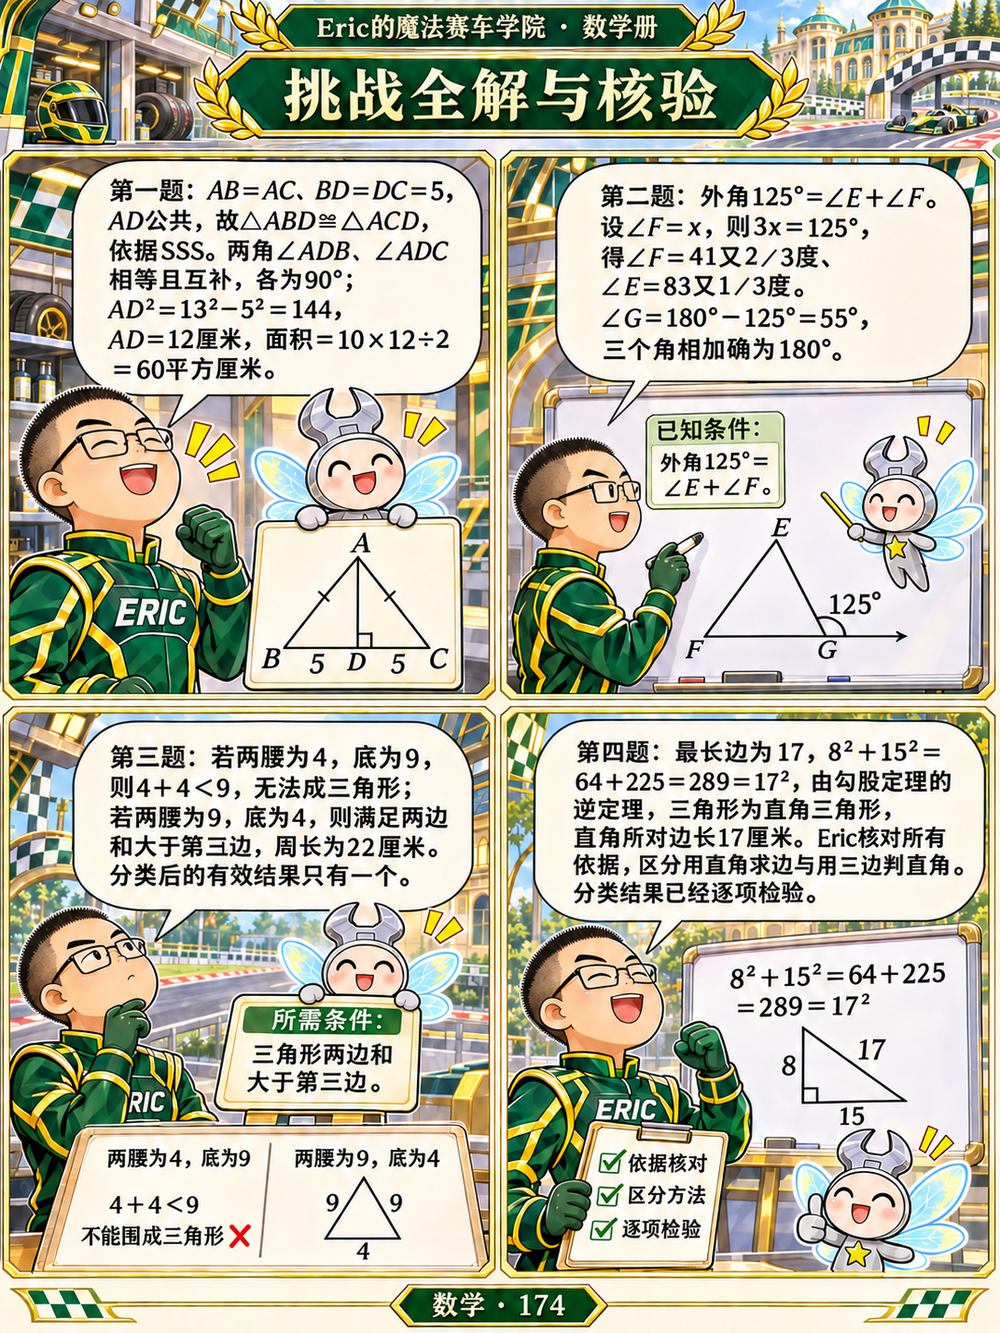 Eric的魔法赛车学院 · 数学册
挑战全解与核验
第一题：AB=AC、BD=DC=5，
AD公共，故△ABD≌△ACD，
依据SSS。两角∠ADB、∠ADC
相等且互补，各为90°；
AD²=13²−5²=144，
AD=12厘米，面积=10×12÷2
=60平方厘米。
ERIC
A
B
5
D
5
C
第二题：外角125°=∠E+∠F。
设∠F=x，则3x=125°，
得∠F=41又2/3度、
∠E=83又1/3度。
∠G=180°−125°=55°，
三个角相加确为180°。
已知条件：
外角125°=
∠E+∠F。
E
125°
F
G
第三题：若两腰为4，底为9，
则4+4<9，无法成三角形；
若两腰为9，底为4，则满足两边
和大于第三边，周长为22厘米。
分类后的有效结果只有一个。
所需条件：
三角形两边和
大于第三边。
RIC
两腰为4，底为9
4+4<9
不能围成三角形
两腰为9，底为4
9
9
4
第四题：最长边为17，8²+15²=
64+225=289=17²，由勾股定理的
逆定理，三角形为直角三角形，
直角所对边长17厘米。Eric核对所有
依据，区分用直角求边与用三边判直角。
分类结果已经逐项检验。
8²+15²=64+225
=289=17²
8
17
15
ERIC
依据核对
区分方法
逐项检验
数学 · 174